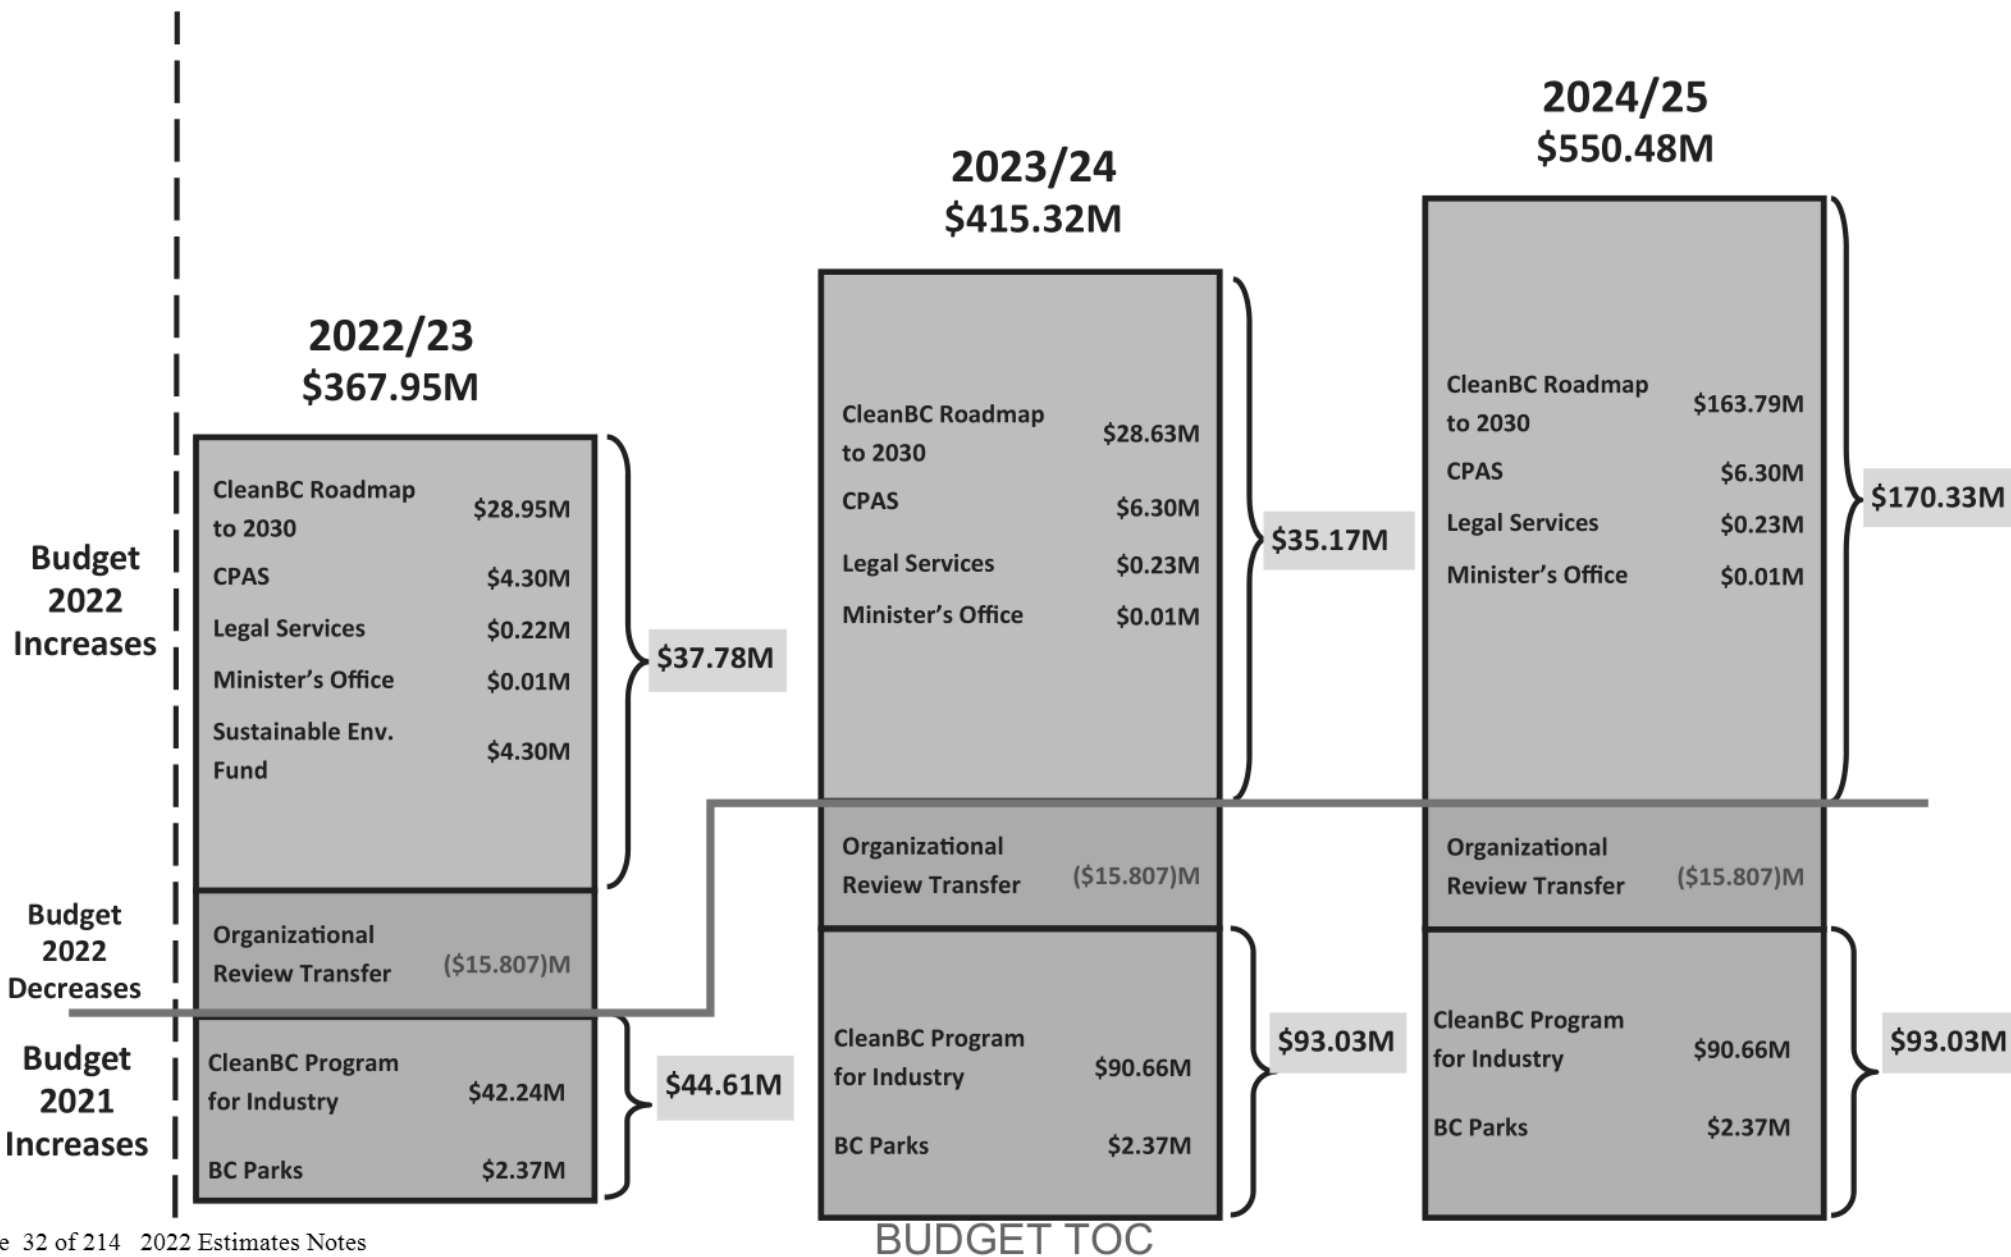 2022/23
$367.95M
2023/24
$415.32M
2024/25
$550.48M
Budget
2022
Increases
Budget
2022
Decreases
Budget
2021
Increases
CleanBC Roadmap
to 2030
$28.95M
CPAS $4.30M
Legal Services $0.22M
Minister’s Office $0.01M
Sustainable Env.
Fund
$4.30M
$37.78M
Organizational
Review Transfer
($15.807)M
CleanBC Program
for Industry
$42.24M
BC Parks $2.37M
$44.61M
CleanBC Roadmap
to 2030
$28.63M
CPAS $6.30M
Legal Services $0.23M
Minister’s Office $0.01M
$35.17M
Organizational
Review Transfer
($15.807)M
CleanBC Program
for Industry
$90.66M
BC Parks $2.37M
$93.03M
CleanBC Roadmap
to 2030
$163.79M
CPAS $6.30M
Legal Services $0.23M
Minister’s Office $0.01M
$170.33M
Organizational
Review Transfer
($15.807)M
CleanBC Program
for Industry
$90.66M
BC Parks $2.37M
$93.03M
BUDGET TOC
e 32 of 214 2022 Estimates Notes